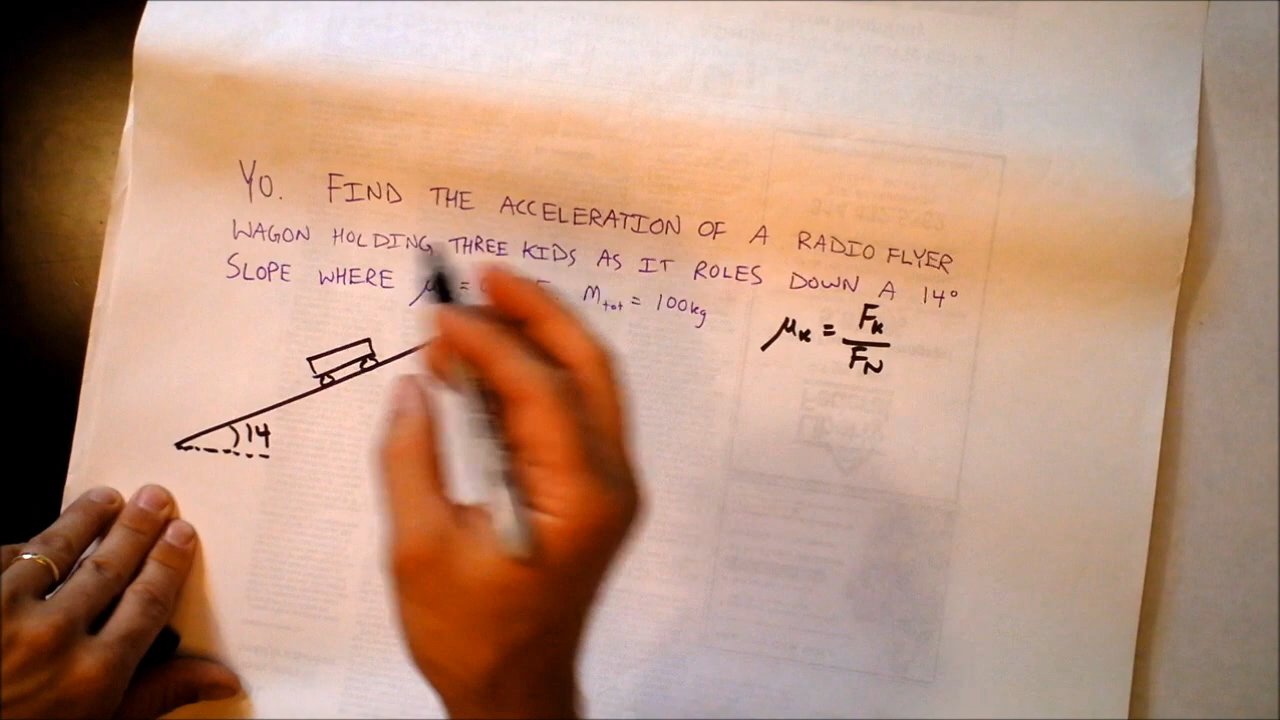 YO. FIND THE ACCELERATION OF A RADIO FLYER
WAGON HOLDING THREE KIDS AS IT ROLES DOWN A 14°
SLOPE WHERE μ = M_tot = 100kg
μ_K = F_K / F_N
14